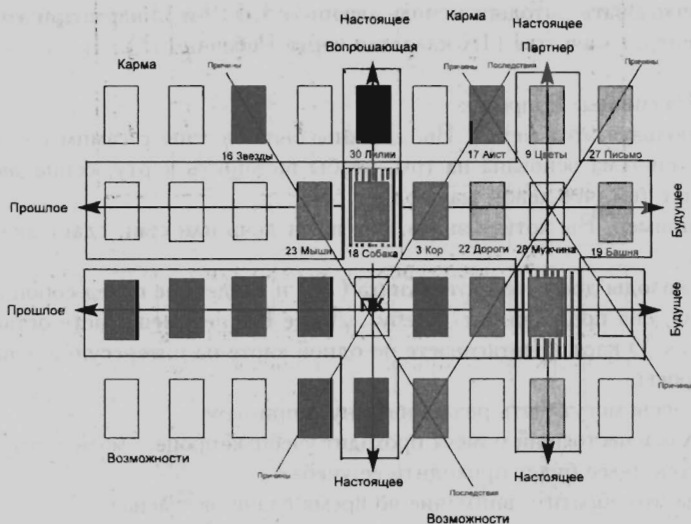 Настоящее
Карма
Настоящее
Карма
Вопрошающая
Партнер
Причины
Причины
Последствия
Причины
16 Звезды
30 Лилии
17 Аист
9 Цветы
27 Письмо
Прошлое
Будущее
23 Мыши
18 Собака
3 Кор
22 Дороги
28 Мужчина
19 Башня
Прошлое
ПК
Будущее
Причины
Возможности
Причины
Настоящее
Последствия
Настоящее
Возможности